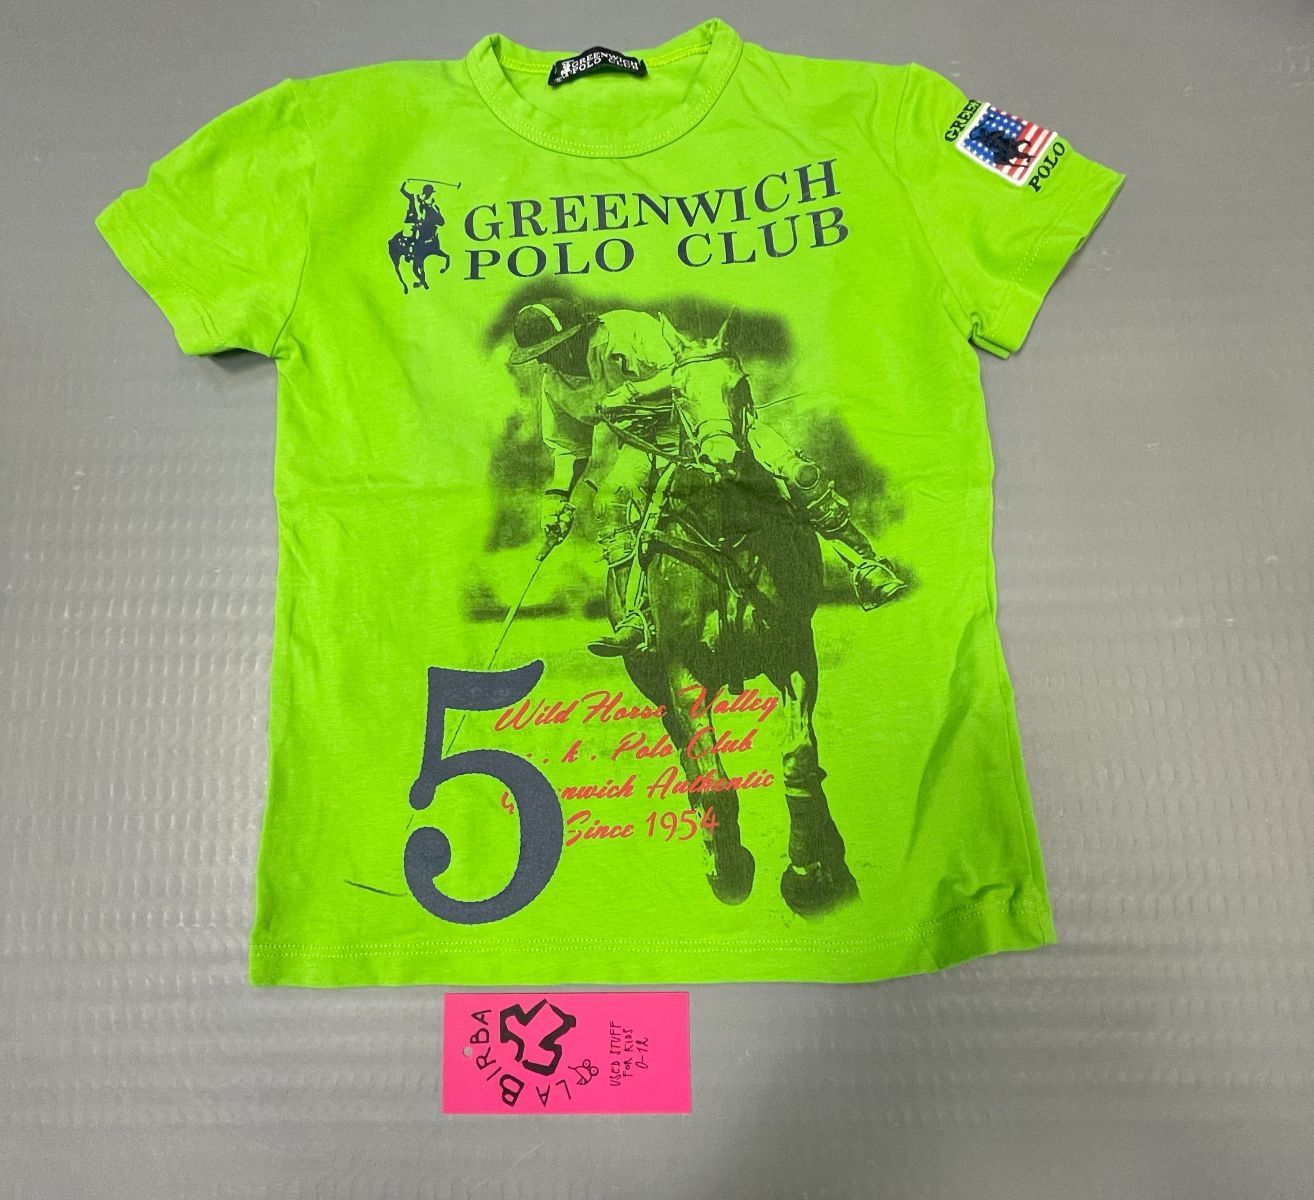 GREENWICH
POLO CLUB
GREEN
POLO
GREENWICH
POLO CLUB
5
Wild Horse Valley
. . h . Polo Club
nwich Authentic
Since 1954
LA BIRBA
USED STUFF
FOR KIDS
0-12